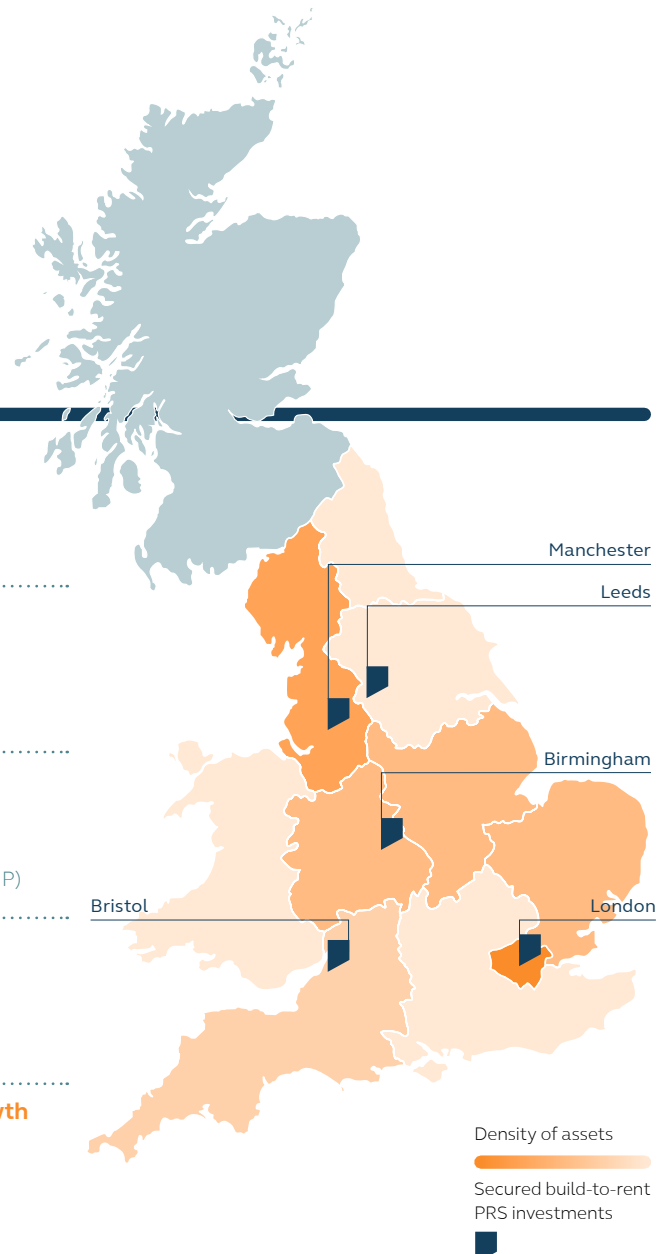 Manchester
Leeds
Birmingham
P)
Bristol
London
Density of assets
Secured build-to-rent
PRS investments